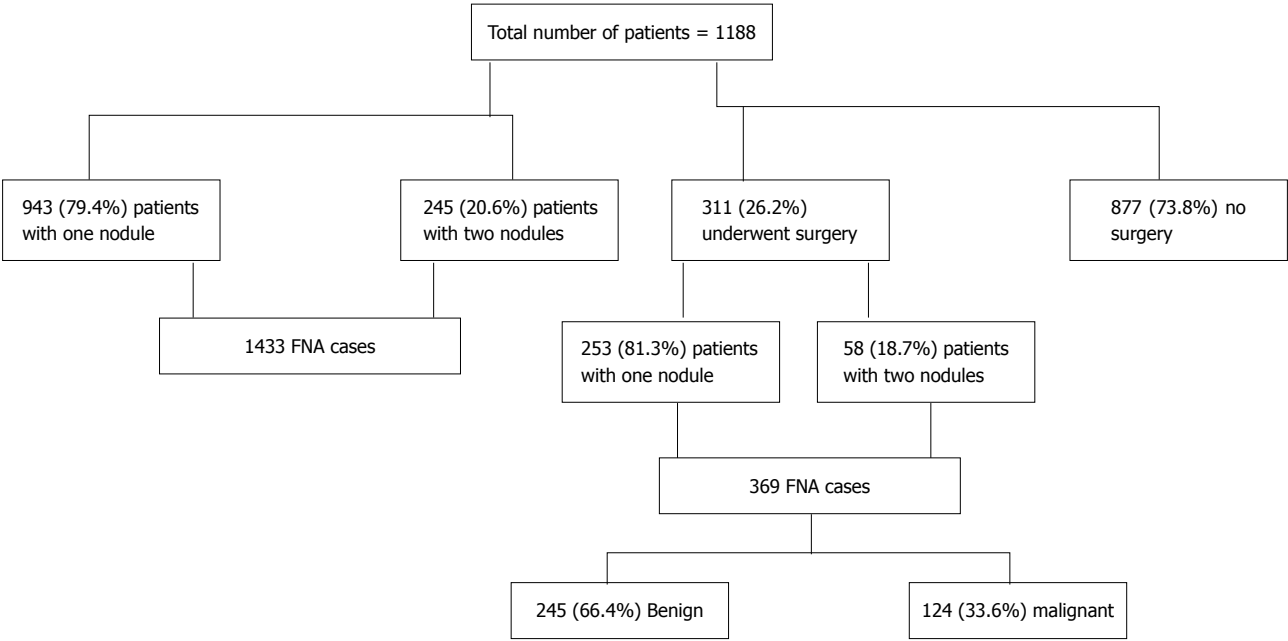 Total number of patients = 1188
943 (79.4%) patients
with one nodule
245 (20.6%) patients
with two nodules
311 (26.2%)
underwent surgery
877 (73.8%) no
surgery
1433 FNA cases
253 (81.3%) patients
with one nodule
58 (18.7%) patients
with two nodules
369 FNA cases
245 (66.4%) Benign
124 (33.6%) malignant